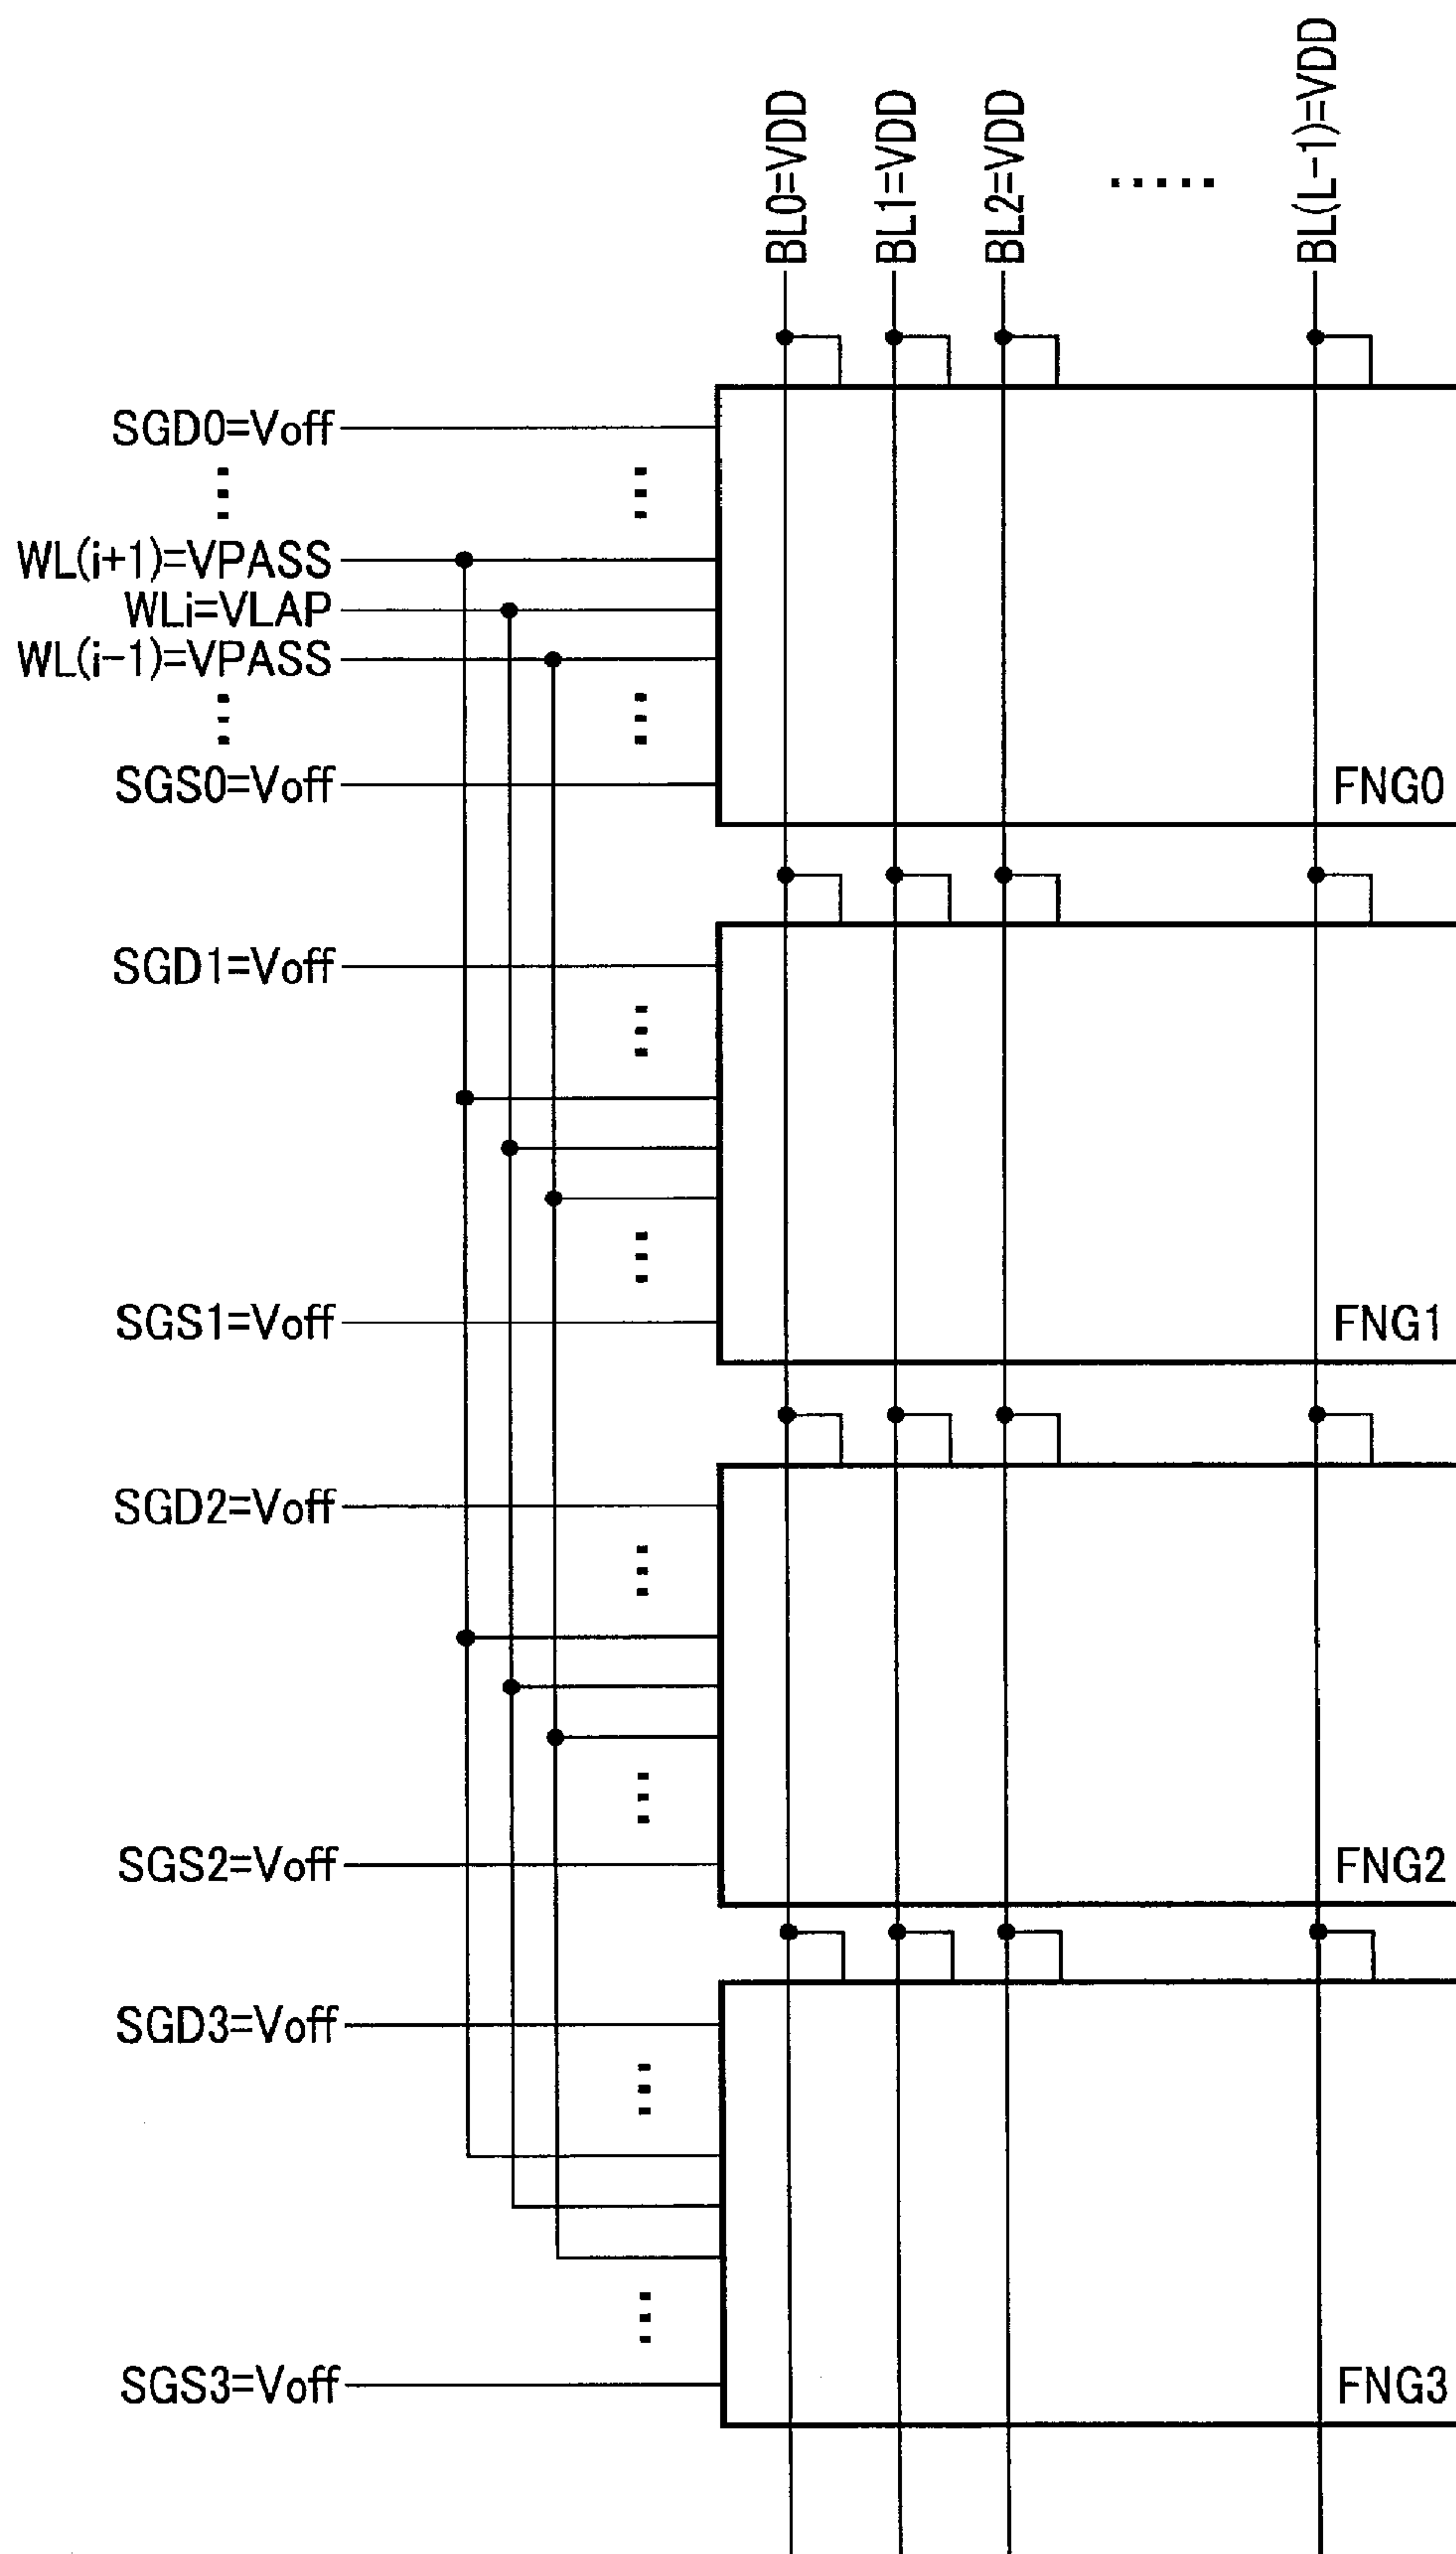 BL0=VDD
BL1=VDD
BL2=VDD
BL(L-1)=VDD
SGD0=Voff
WL(i+1)=VPASS
WLi=VLAP
WL(i-1)=VPASS
SGS0=Voff
FNG0
SGD1=Voff
SGS1=Voff
FNG1
SGD2=Voff
SGS2=Voff
FNG2
SGD3=Voff
SGS3=Voff
FNG3